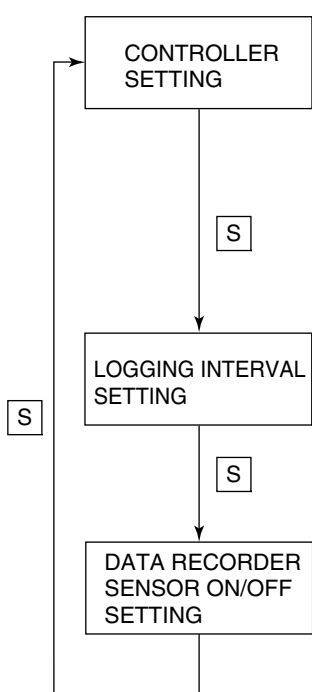 CONTROLLER
SETTING
S
LOGGING INTERVAL
SETTING
S
S
DATA RECORDER
SENSOR ON/OFF
SETTING